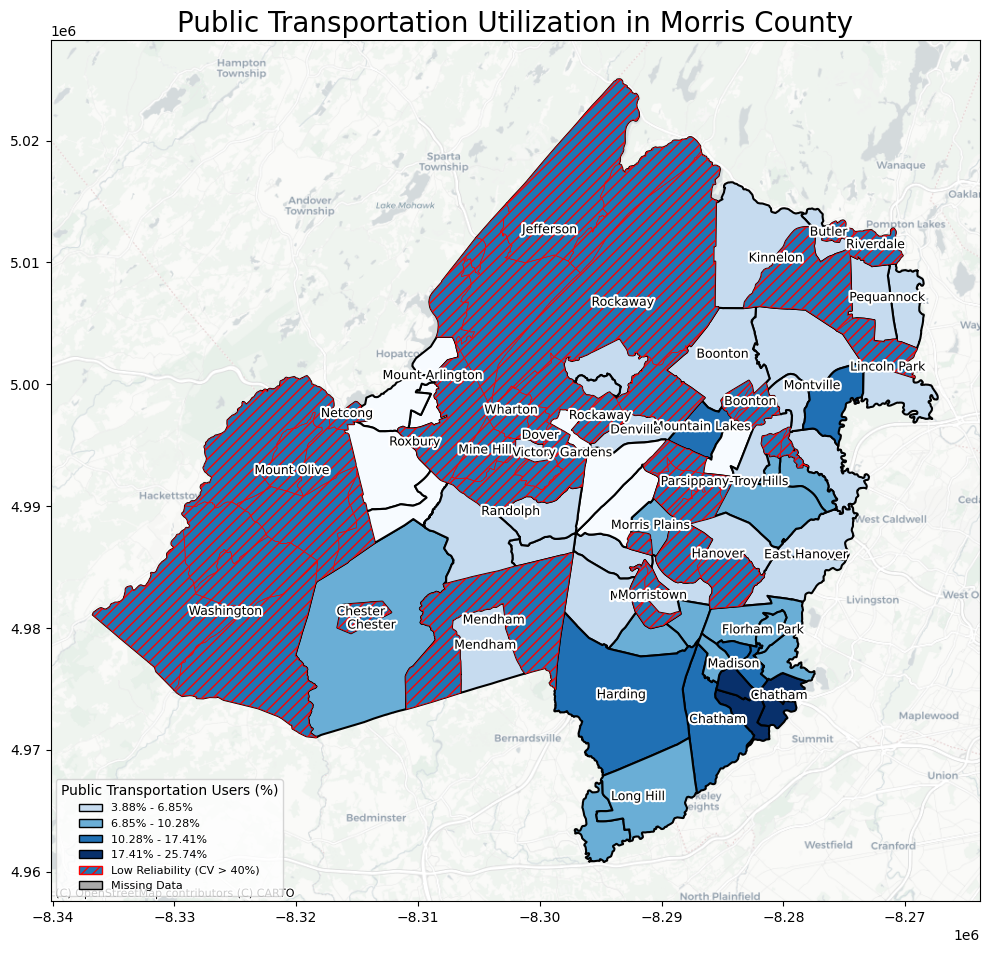 Public Transportation Utilization in Morris County
1e6
Hampton
Township
Sparta
Township
Wanaque
5.02
Andover
Township
Lake Mohawk
Oaklan
Pompton Lakes
Butler
Jefferson
Riverdale
5.01
Kinnelon
Pequannock
Rockaway
Hopatco
Boonton
Way
Lincoln Park
5.00
Mount Arlington
Montville
Boonton
Netcong
Wharton
Rockaway
Denville
Mountain Lakes
Roxbury
Dover
Mine Hill
Victory Gardens
Mount Olive
Parsippany-Troy Hills
4.99
Hackettsto
Ceda
Randolph
West Caldwell
Morris Plains
Hanover
East Hanover
Morristown
Livingston
West O
4.98
Washington
Chester
Chester
Mendham
Florham Park
Mendham
Madison
Harding
Chatham
Chatham
Maplewood
4.97
Bernardsville
Summit
Union
Long Hill
keley
eights
Bedminster
Westfield
Cranford
4.96
North Plainfield
Public Transportation Users (%)
3.88% - 6.85%
6.85% - 10.28%
10.28% - 17.41%
17.41% - 25.74%
Low Reliability (CV > 40%)
Missing Data
(C) OpenStreetMap contributors (C) CARTO
−8.34 −8.33 −8.32 −8.31 −8.30 −8.29 −8.28 −8.27
1e6